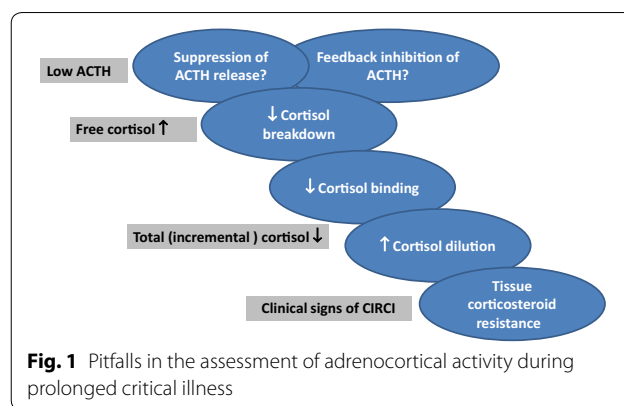 Suppression of
ACTH release?
Feedback inhibition of
ACTH?
Low ACTH
↓ Cortisol
breakdown
Free cortisol ↑
↓ Cortisol binding
Total (incremental ) cortisol ↓
↑ Cortisol dilution
Clinical signs of CIRCI
Tissue
corticosteroid
resistance
Fig. 1 Pitfalls in the assessment of adrenocortical activity during
prolonged critical illness